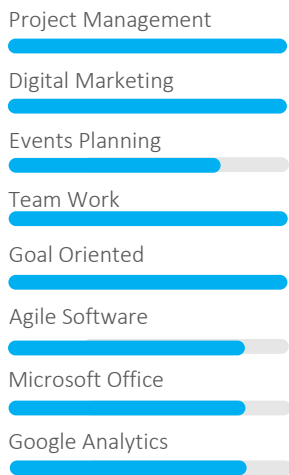 Project Management
Digital Marketing
Events Planning
Team Work
Goal Oriented
Agile Software
Microsoft Office
Google Analytics